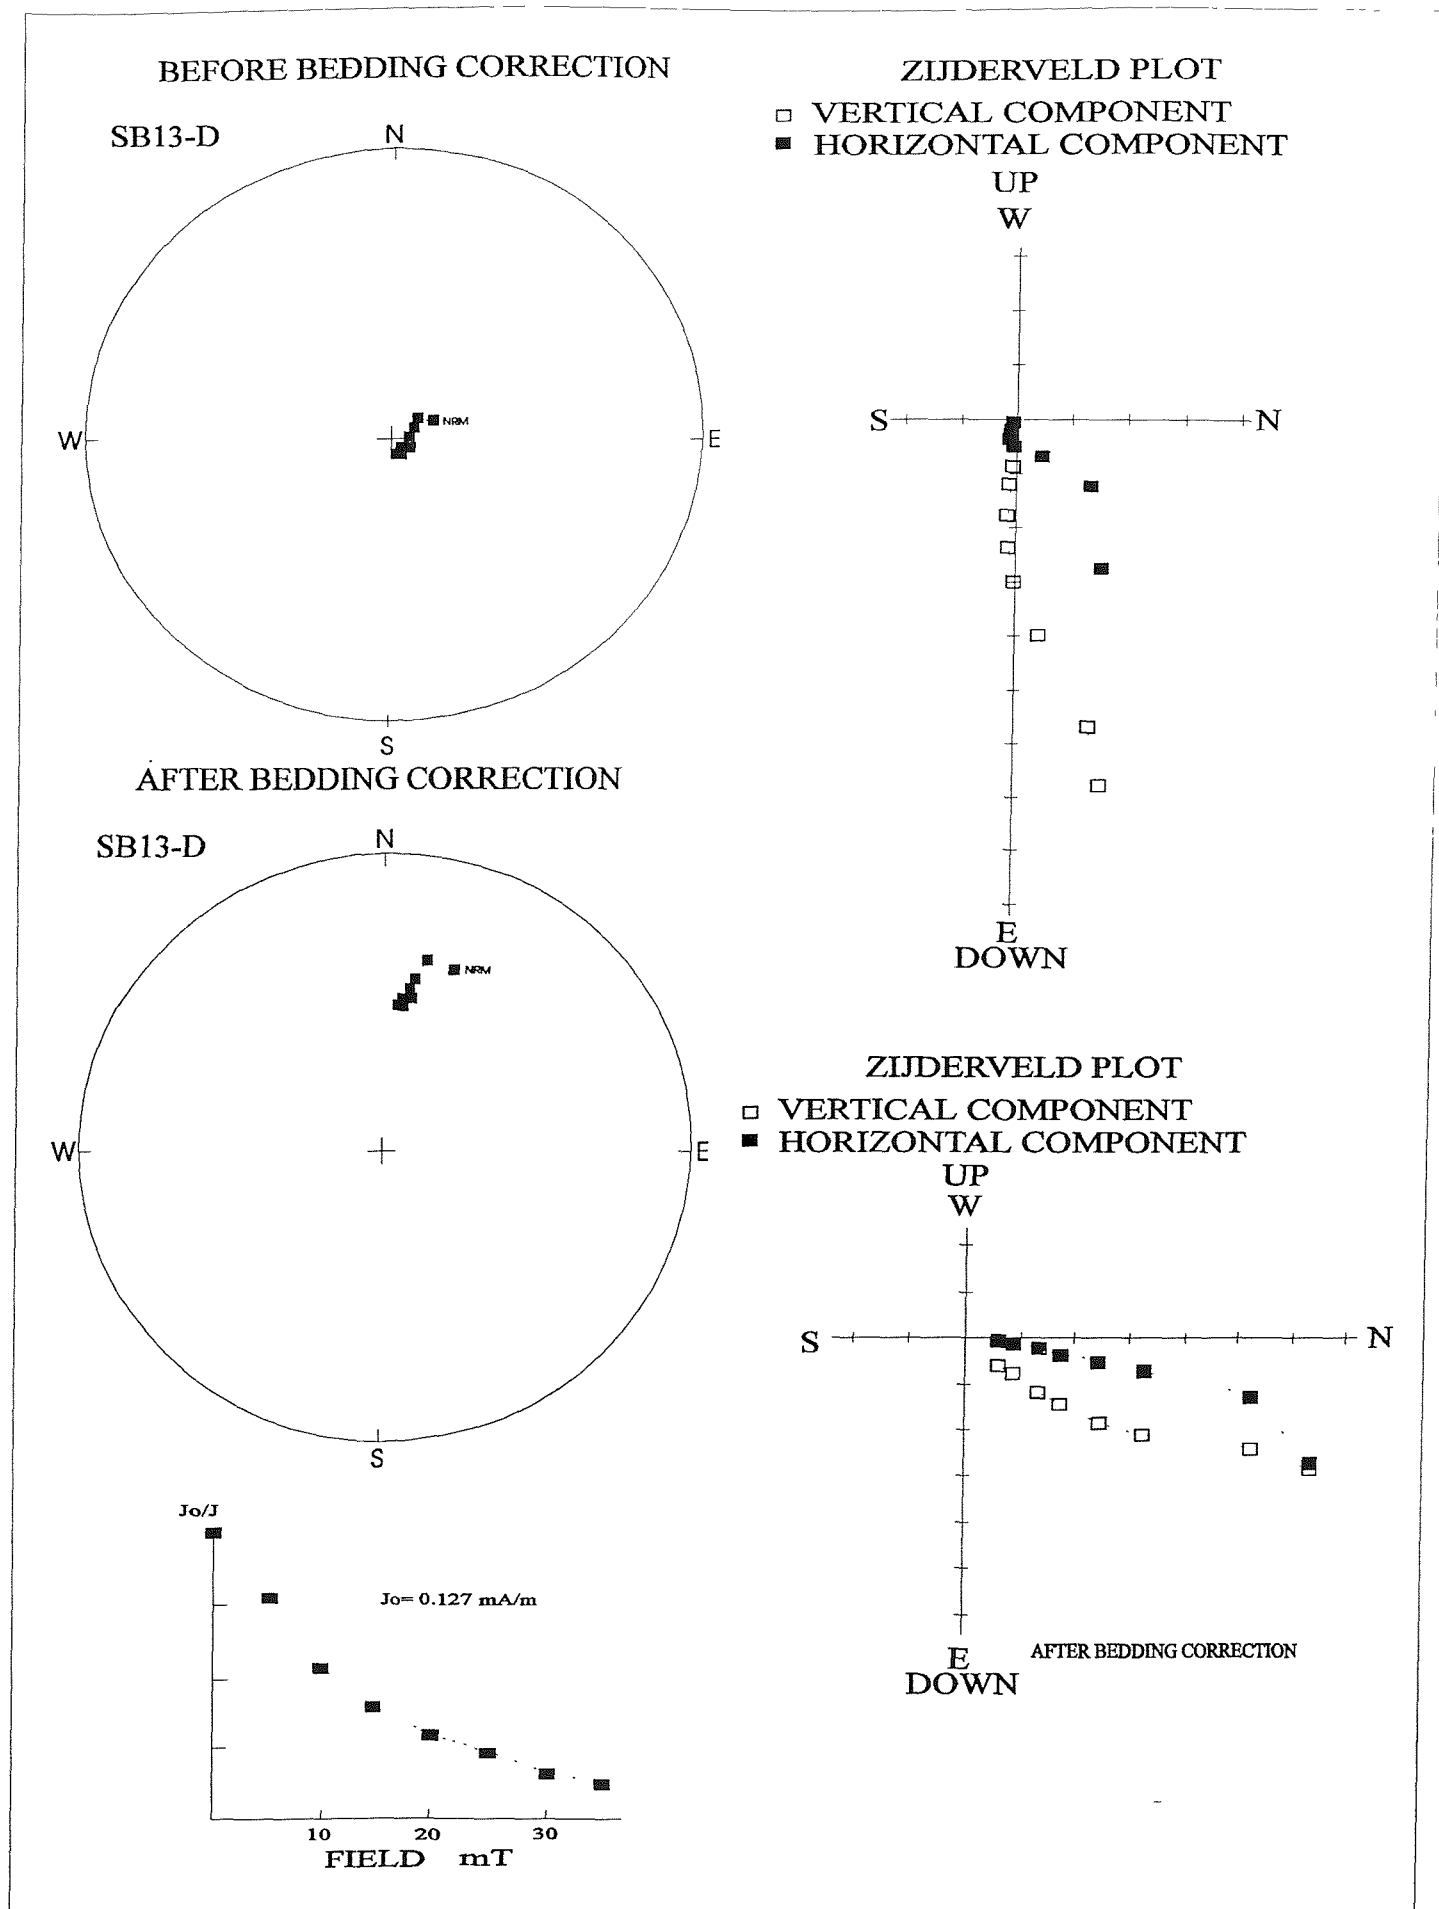 BEFORE BEDDING CORRECTION
SB13-D
N
W
E
NRM
S
AFTER BEDDING CORRECTION
SB13-D
N
NRM
W
E
S
Jo/J
Jo= 0.127 mA/m
10 20 30
FIELD mT
ZIJDERVELD PLOT
VERTICAL COMPONENT
HORIZONTAL COMPONENT
UP
W
S
N
E
DOWN
ZIJDERVELD PLOT
VERTICAL COMPONENT
HORIZONTAL COMPONENT
UP
W
S
N
E
DOWN
AFTER BEDDING CORRECTION